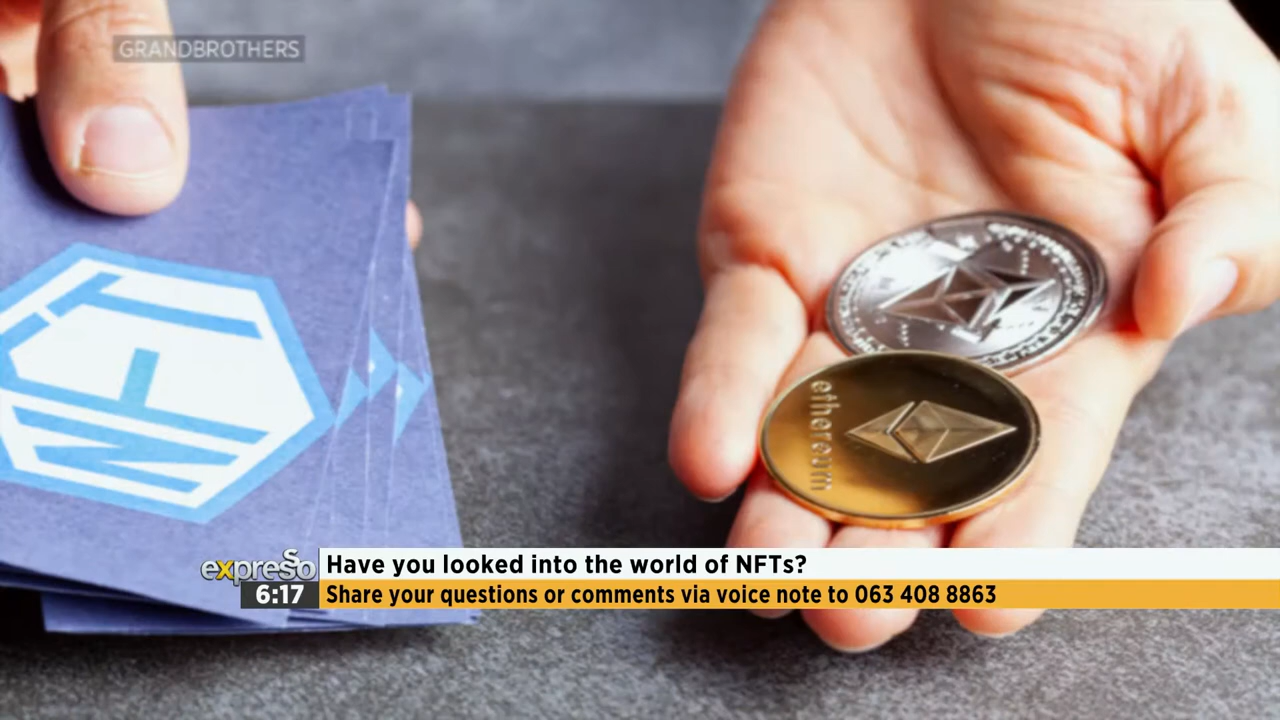 GRANDBROTHERS
NFT
ethereum
expresso
Have you looked into the world of NFTs?
6:17
Share your questions or comments via voice note to 063 408 8863